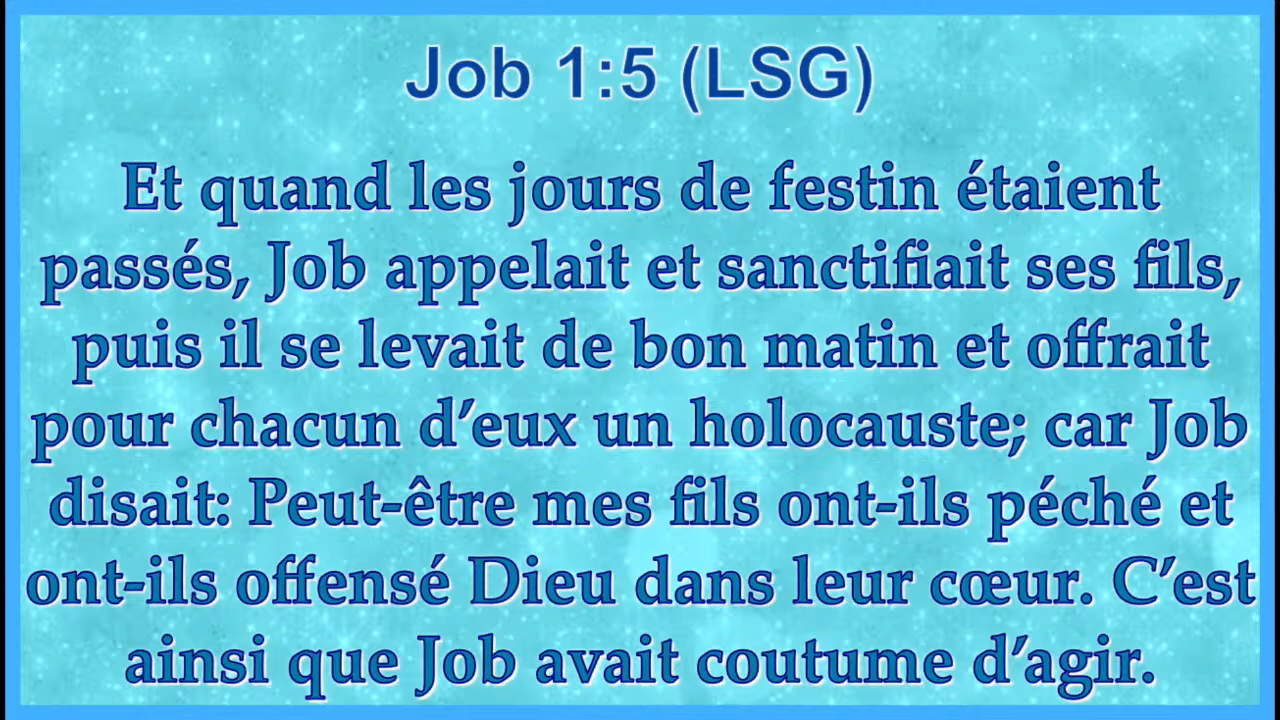 Job 1:5 (LSG)
Et quand les jours de festin étaient
passés, Job appelait et sanctifiait ses fils,
puis il se levait de bon matin et offrait
pour chacun d’eux un holocauste; car Job
disait: Peut-être mes fils ont-ils péché et
ont-ils offensé Dieu dans leur cœur. C’est
ainsi que Job avait coutume d’agir.